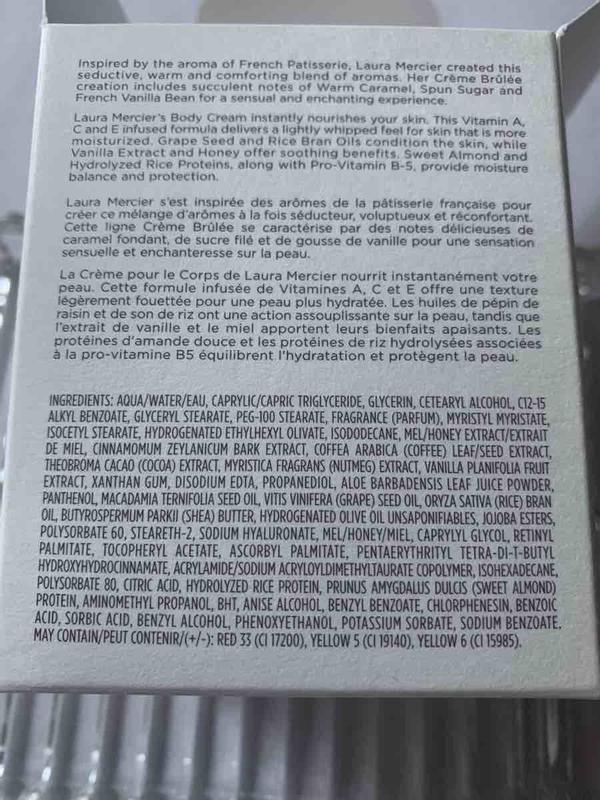 Inspired by the aroma of French Patisserie, Laura Mercier created this
seductive, warm and comforting blend of aromas. Her Crème Brûlée
creation includes succulent notes of Warm Caramel, Spun Sugar and
French Vanilla Bean for a sensual and enchanting experience.
Laura Mercier's Body Cream instantly nourishes your skin. This Vitamin A,
C and E infused formula delivers a lightly whipped feel for skin that is more
moisturized. Grape Seed and Rice Bran Oils condition the skin, while
Vanilla Extract and Honey offer soothing benefits. Sweet Almond and
Hydrolyzed Rice Proteins, along with Pro-Vitamin B-5, provide moisture
balance and protection.
Laura Mercier s'est inspirée des arômes de la pâtisserie française pour
créer ce mélange d'arômes à la fois séducteur, voluptueux et réconfortant.
Cette ligne Crème Brûlée se caractérise par des notes délicieuses de
caramel fondant, de sucre filé et de gousse de vanille pour une sensation
sensuelle et enchanteresse sur la peau.
La Crème pour le Corps de Laura Mercier nourrit instantanément votre
peau. Cette formule infusée de Vitamines A, C et E offre une texture
légèrement fouettée pour une peau plus hydratée. Les huiles de pépin de
raisin et de son de riz ont une action assouplissante sur la peau, tandis que
l'extrait de vanille et le miel apportent leurs bienfaits apaisants. Les
protéines d'amande douce et les protéines de riz hydrolysées associées
à la pro-vitamine B5 équilibrent l'hydratation et protègent la peau.
INGREDIENTS: AQUA/WATER/EAU, CAPRYLIC/CAPRIC TRIGLYCERIDE, GLYCERIN, CETEARYL ALCOHOL, C12-15
ALKYL BENZOATE, GLYCERYL STEARATE, PEG-100 STEARATE, FRAGRANCE (PARFUM), MYRISTYL MYRISTATE,
ISOCETYL STEARATE, HYDROGENATED ETHYLHEXYL OLIVATE, ISODODECANE, MEL/HONEY EXTRACT/EXTRAIT
DE MIEL, CINNAMOMUM ZEYLANICUM BARK EXTRACT, COFFEA ARABICA (COFFEE) LEAF/SEED EXTRACT,
THEOBROMA CACAO (COCOA) EXTRACT, MYRISTICA FRAGRANS (NUTMEG) EXTRACT, VANILLA PLANIFOLIA FRUIT
EXTRACT, XANTHAN GUM, DISODIUM EDTA, PROPANEDIOL, ALOE BARBADENSIS LEAF JUICE POWDER,
PANTHENOL, MACADAMIA TERNIFOLIA SEED OIL, VITIS VINIFERA (GRAPE) SEED OIL, ORYZA SATIVA (RICE) BRAN
OIL, BUTYROSPERMUM PARKII (SHEA) BUTTER, HYDROGENATED OLIVE OIL UNSAPONIFIABLES, JOJOBA ESTERS,
POLYSORBATE 60, STEARETH-2, SODIUM HYALURONATE, MEL/HONEY/MIEL, CAPRYLYL GLYCOL, RETINYL
PALMITATE, TOCOPHERYL ACETATE, ASCORBYL PALMITATE, PENTAERYTHRITYL TETRA-DI-T-BUTYL
HYDROXYHYDROCINNAMATE, ACRYLAMIDE/SODIUM ACRYLOYLDIMETHYLTAURATE COPOLYMER, ISOHEXADECANE,
POLYSORBATE 80, CITRIC ACID, HYDROLYZED RICE PROTEIN, PRUNUS AMYGDALUS DULCIS (SWEET ALMOND)
PROTEIN, AMINOMETHYL PROPANOL, BHT, ANISE ALCOHOL, BENZYL BENZOATE, CHLORPHENESIN, BENZOIC
ACID, SORBIC ACID, BENZYL ALCOHOL, PHENOXYETHANOL, POTASSIUM SORBATE, SODIUM BENZOATE.
MAY CONTAIN/PEUT CONTENIR/(+/-): RED 33 (CI 17200), YELLOW 5 (CI 19140), YELLOW 6 (CI 15985).